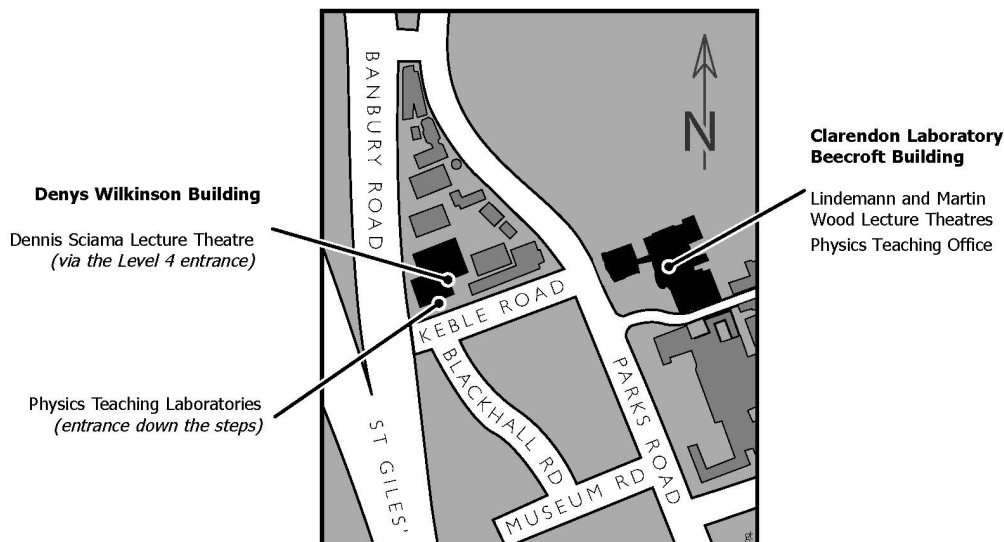 Denys Wilkinson Building
Dennis Sciama Lecture Theatre
(via the Level 4 entrance)
Physics Teaching Laboratories
(entrance down the steps)
BANBURY ROAD
ST GILES'
KEBLE ROAD
BLACKHALL RD
MUSEUM RD
PARKS ROAD
N
Clarendon Laboratory
Beecroft Building
Lindemann and Martin
Wood Lecture Theatres
Physics Teaching Office
gt